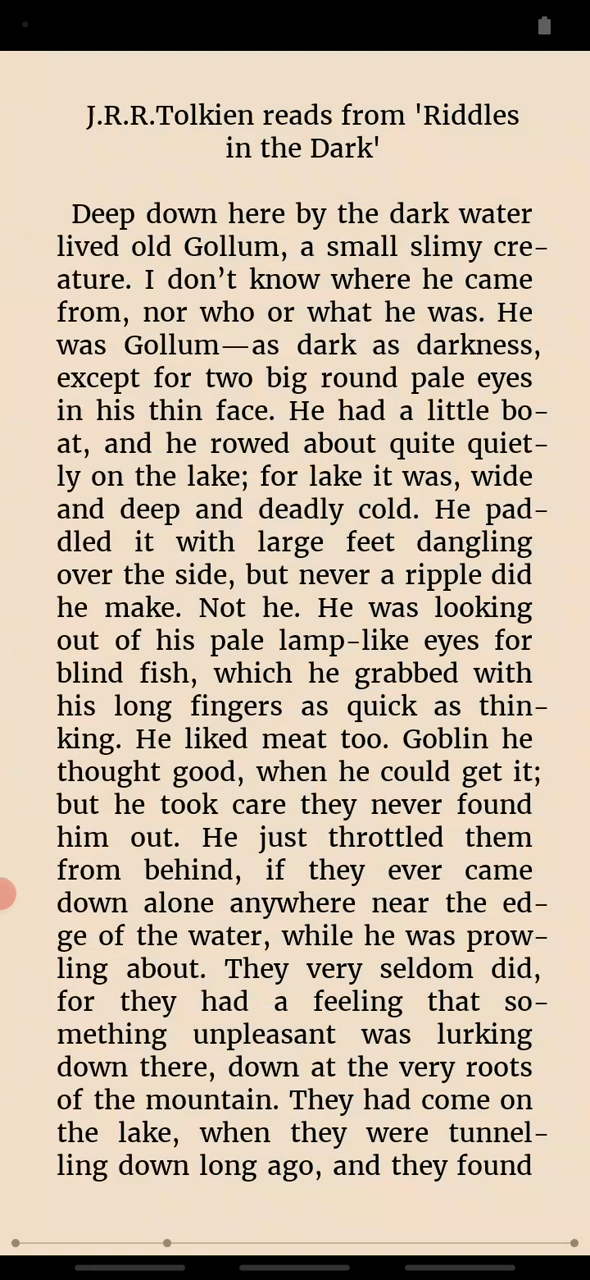 J.R.R.Tolkien reads from 'Riddles
in the Dark'
Deep down here by the dark water
lived old Gollum, a small slimy cre-
ature. I don’t know where he came
from, nor who or what he was. He
was Gollum—as dark as darkness,
except for two big round pale eyes
in his thin face. He had a little bo-
at, and he rowed about quite quiet-
ly on the lake; for lake it was, wide
and deep and deadly cold. He pad-
dled it with large feet dangling
over the side, but never a ripple did
he make. Not he. He was looking
out of his pale lamp-like eyes for
blind fish, which he grabbed with
his long fingers as quick as thin-
king. He liked meat too. Goblin he
thought good, when he could get it;
but he took care they never found
him out. He just throttled them
from behind, if they ever came
down alone anywhere near the ed-
ge of the water, while he was prow-
ling about. They very seldom did,
for they had a feeling that so-
mething unpleasant was lurking
down there, down at the very roots
of the mountain. They had come on
the lake, when they were tunnel-
ling down long ago, and they found